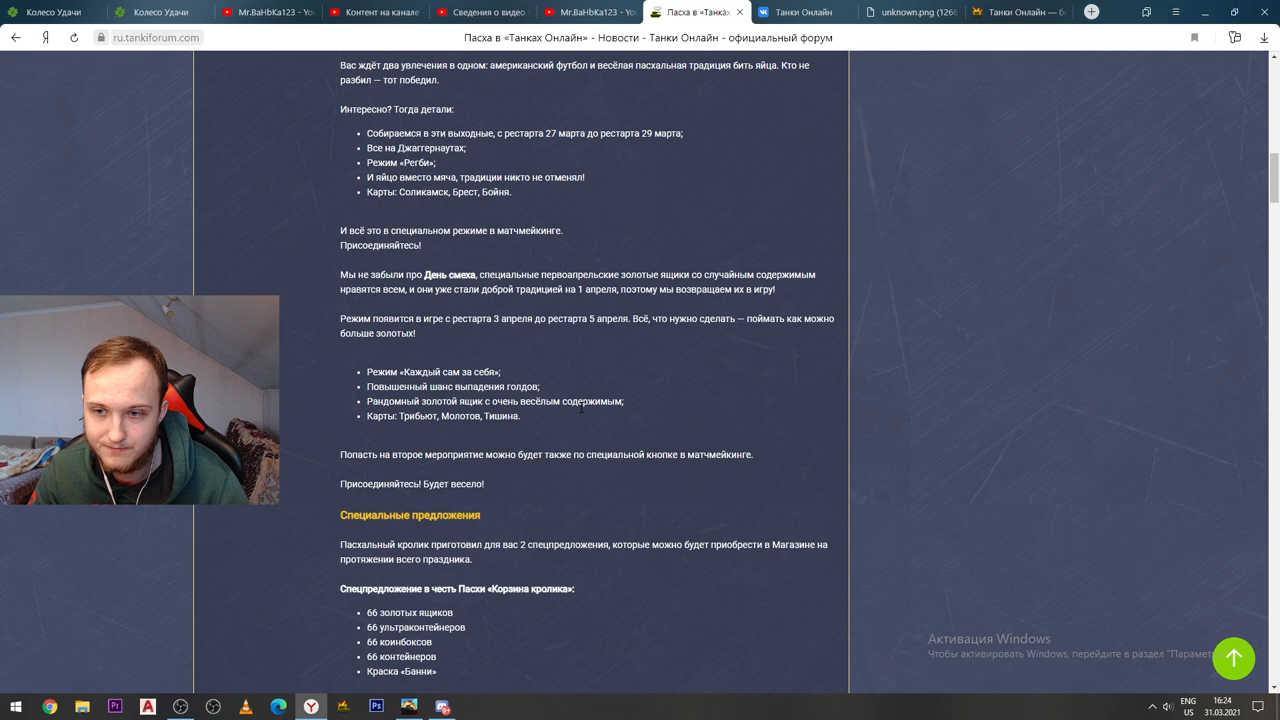 Колесо Удачи
Колесо Удачи
Mr.BaHbKa123 - Yo
Контент на канале
Сведения о видео
Mr.BaHbKa123 - Yo
Пасха в «Танках
Танки Онлайн
unknown.png (1266
Танки Онлайн — б
ru.tankiforum.com
Пасха в «Танках Онлайн» - Новости - Танки Онлайн - официальный форум
Вас ждёт два увлечения в одном: американский футбол и весёлая пасхальная традиция бить яйца. Кто не
разбил — тот победил.
Интересно? Тогда детали:
• Собираемся в эти выходные, с рестарта 27 марта до рестарта 29 марта;
• Все на Джаггернаутах;
• Режим «Регби»;
• И яйцо вместо мяча, традиции никто не отменял!
• Карты: Соликамск, Брест, Бойня.
И всё это в специальном режиме в матчмейкинге.
Присоединяйтесь!
Мы не забыли про День смеха, специальные первоапрельские золотые ящики со случайным содержимым
нравятся всем, и они уже стали доброй традицией на 1 апреля, поэтому мы возвращаем их в игру!
Режим появится в игре с рестарта 3 апреля до рестарта 5 апреля. Всё, что нужно сделать — поймать как можно
больше золотых!
• Режим «Каждый сам за себя»;
• Повышенный шанс выпадения голдов;
• Рандомный золотой ящик с очень весёлым содержимым;
• Карты: Трибьют, Молотов, Тишина.
Попасть на второе мероприятие можно будет также по специальной кнопке в матчмейкинге.
Присоединяйтесь! Будет весело!
Специальные предложения
Пасхальный кролик приготовил для вас 2 спецпредложения, которые можно будет приобрести в Магазине на
протяжении всего праздника.
Спецпредложение в честь Пасхи «Корзина кролика»:
• 66 золотых ящиков
• 66 ультраконтейнеров
• 66 коинбоксов
• 66 контейнеров
• Краска «Банни»
Активация Windows
Чтобы активировать Windows, перейдите в раздел "Парамет
ENG
US
16:24
31.03.2021